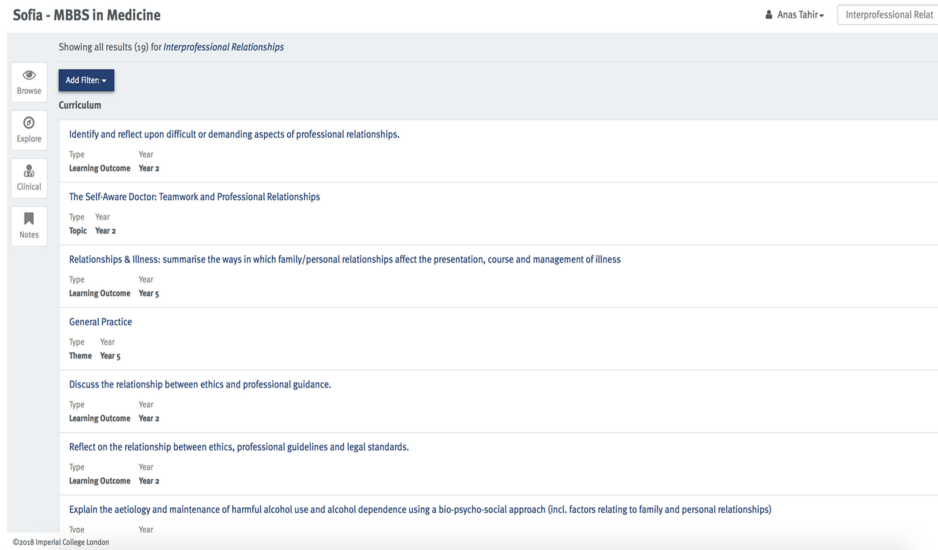 Sofia - MBBS in Medicine
Anas Tahir
Interprofessional Relat
Showing all results (19) for Interprofessional Relationships
Browse
Explore
Clinical
Notes
Add Filter:
Curriculum
Identify and reflect upon difficult or demanding aspects of professional relationships.
Type Year
Learning Outcome Year 2
The Self-Aware Doctor: Teamwork and Professional Relationships
Type Year
Topic Year 2
Relationships & Illness: summarise the ways in which family/personal relationships affect the presentation, course and management of illness
Type Year
Learning Outcome Year 5
General Practice
Type Year
Theme Year 5
Discuss the relationship between ethics and professional guidance.
Type Year
Learning Outcome Year 2
Reflect on the relationship between ethics, professional guidelines and legal standards.
Type Year
Learning Outcome Year 2
Explain the aetiology and maintenance of harmful alcohol use and alcohol dependence using a bio-psycho-social approach (incl. factors relating to family and personal relationships)
Type Year
©2018 Imperial College London